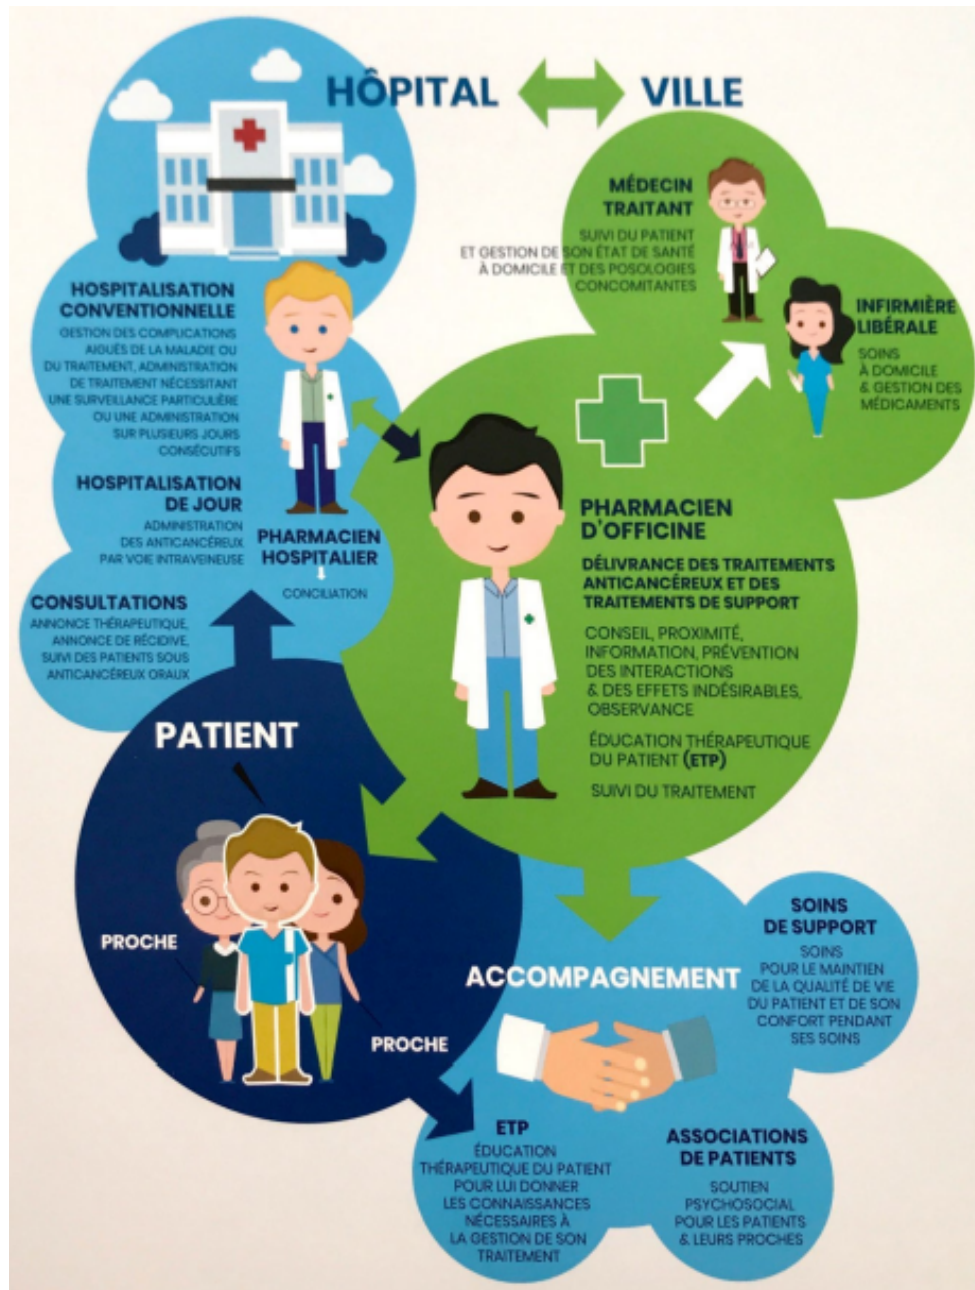 HÔPITAL
VILLE
MÉDECIN
TRAITANT
SUIVI DU PATIENT
ET GESTION DE SON ÉTAT DE SANTÉ
À DOMICILE ET DES POSOLOGIES
CONCOMITANTES
INFIRMIÈRE
LIBÉRALE
SOINS
À DOMICILE
& GESTION DES
MÉDICAMENTS
HOSPITALISATION
CONVENTIONNELLE
GESTION DES COMPLICATIONS
AIGUËS DE LA MALADIE OU
DU TRAITEMENT, ADMINISTRATION
DE TRAITEMENT NÉCESSITANT
UNE SURVEILLANCE PARTICULIÈRE
OU UNE ADMINISTRATION
SUR PLUSIEURS JOURS
CONSÉCUTIFS
HOSPITALISATION
DE JOUR
ADMINISTRATION
DES ANTICANCÉREUX
PAR VOIE INTRAVEINEUSE
PHARMACIEN
HOSPITALIER
CONCILIATION
CONSULTATIONS
ANNONCE THÉRAPEUTIQUE,
ANNONCE DE RÉCIDIVE,
SUIVI DES PATIENTS SOUS
ANTICANCÉREUX ORAUX
PHARMACIEN
D'OFFICINE
DÉLIVRANCE DES TRAITEMENTS
ANTICANCÉREUX ET DES
TRAITEMENTS DE SUPPORT
CONSEIL, PROXIMITÉ,
INFORMATION, PRÉVENTION
DES INTERACTIONS
& DES EFFETS INDÉSIRABLES,
OBSERVANCE
ÉDUCATION THÉRAPEUTIQUE
DU PATIENT (ETP)
SUIVI DU TRAITEMENT
PATIENT
PROCHE
PROCHE
ACCOMPAGNEMENT
SOINS
DE SUPPORT
SOINS
POUR LE MAINTIEN
DE LA QUALITÉ DE VIE
DU PATIENT ET DE SON
CONFORT PENDANT
SES SOINS
ETP
ÉDUCATION
THÉRAPEUTIQUE DU PATIENT
POUR LUI DONNER
LES CONNAISSANCES
NÉCESSAIRES À
LA GESTION DE SON
TRAITEMENT
ASSOCIATIONS
DE PATIENTS
SOUTIEN
PSYCHOSOCIAL
POUR LES PATIENTS
& LEURS PROCHES